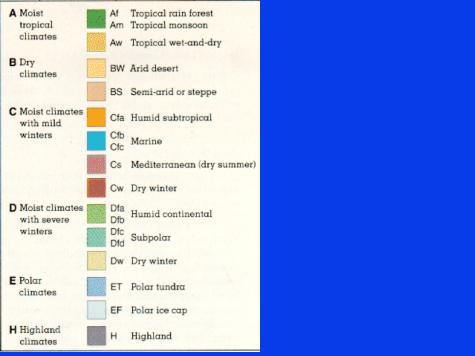 A Moist tropical climates
Af Tropical rain forest
Am Tropical monsoon
Aw Tropical wet-and-dry
B Dry climates
BW Arid desert
BS Semi-arid or steppe
C Moist climates with mild winters
Cfa Humid subtropical
Cfb
Cfc Marine
Cs Mediterranean (dry summer)
Cw Dry winter
D Moist climates with severe winters
Dfa
Dfb Humid continental
Dfc
Dfd Subpolar
Dw Dry winter
E Polar climates
ET Polar tundra
EF Polar ice cap
H Highland climates
H Highland